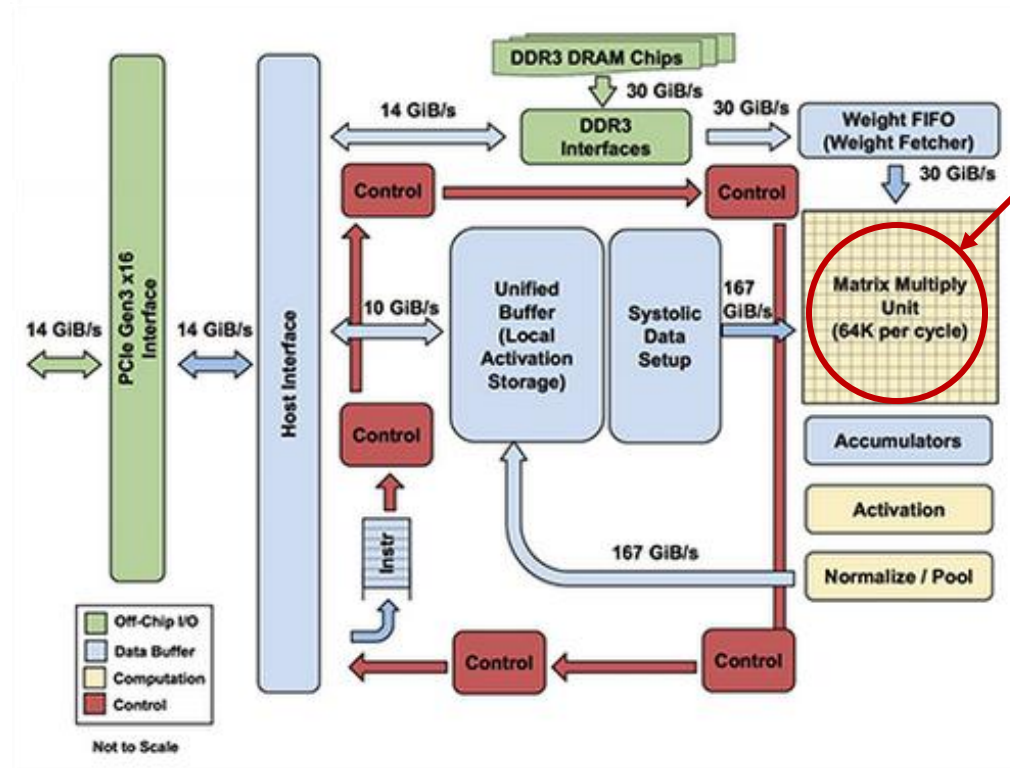 DDR3 DRAM Chips
30 GiB/s
14 GiB/s
DDR3
Interfaces
30 GiB/s
Weight FIFO
(Weight Fetcher)
30 GiB/s
Control
Control
14 GiB/s
PCIe Gen3 x16
Interface
14 GiB/s
Host Interface
10 GiB/s
Unified
Buffer
(Local
Activation
Storage)
Systolic
Data
Setup
167
GiB/s
Matrix Multiply
Unit
(64K per cycle)
Control
Accumulators
Activation
Instr
167 GiB/s
Normalize / Pool
Control
Control
Off-Chip I/O
Data Buffer
Computation
Control
Not to Scale